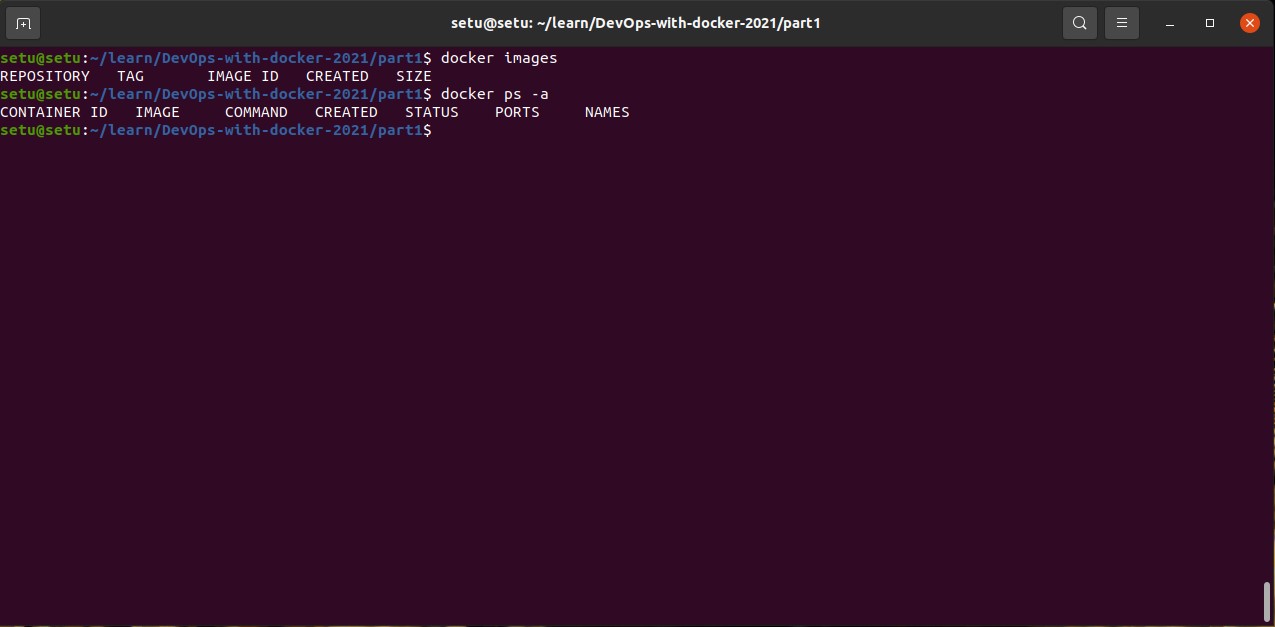 setu@setu: ~/learn/DevOps-with-docker-2021/part1
setu@setu:~/learn/DevOps-with-docker-2021/part1$ docker images
REPOSITORY   TAG       IMAGE ID   CREATED   SIZE
setu@setu:~/learn/DevOps-with-docker-2021/part1$ docker ps -a
CONTAINER ID   IMAGE     COMMAND   CREATED   STATUS    PORTS     NAMES
setu@setu:~/learn/DevOps-with-docker-2021/part1$